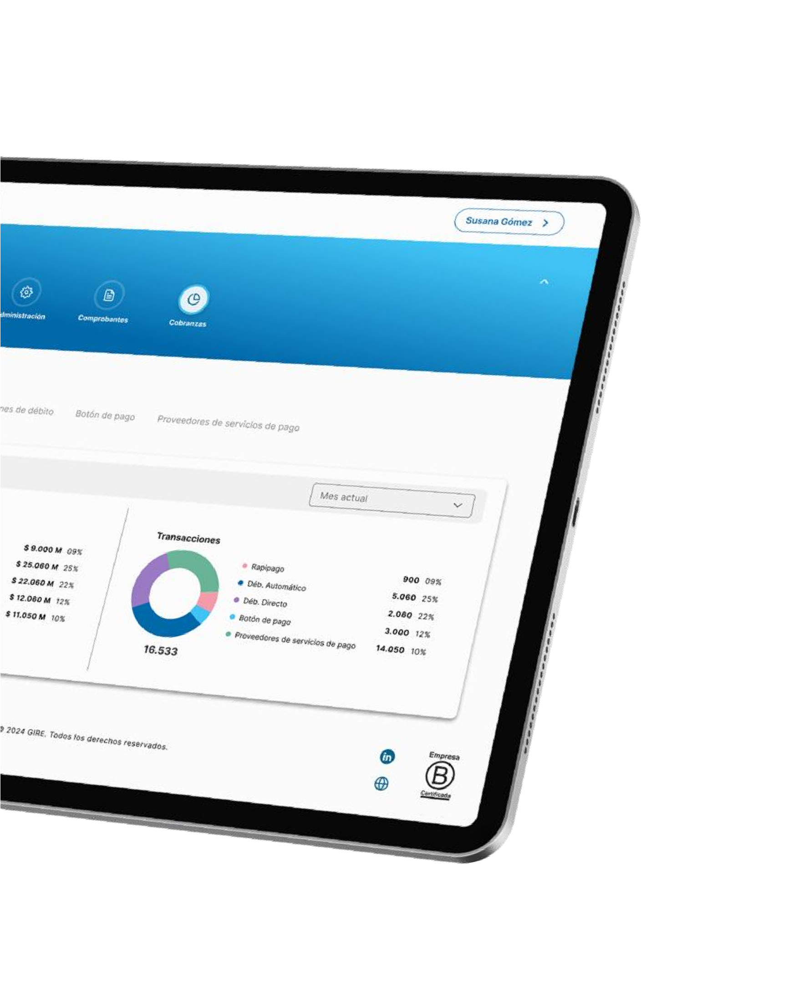 Susana Gómez
dministración
Comprobantes
Cobranzas
nes de débito
Botón de pago
Proveedores de servicios de pago
Mes actual
$ 9.000 M 09%
$ 25.060 M 25%
$ 22.060 M 22%
$ 12.060 M 12%
$ 11.050 M 10%
Transacciones
16.533
Rapipago 900 09%
Déb. Automático 5.060 25%
Déb. Directo 2.060 22%
Botón de pago 3.000 12%
Proveedores de servicios de pago 14.050 10%
© 2024 GIRE. Todos los derechos reservados.
in
Empresa
B
Certificada